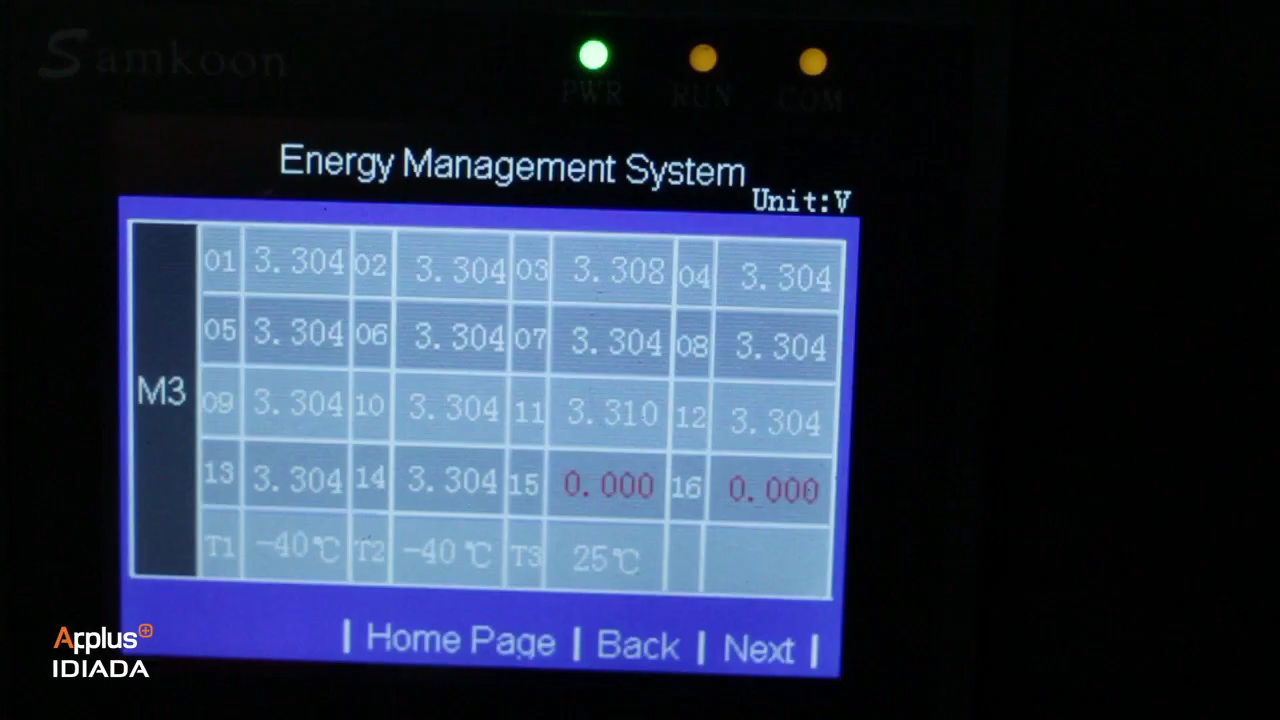 Samkoon
PWR RUN COM
Energy Management System
Unit:V
M3
01 3.304 02 3.304 03 3.308 04 3.304
05 3.304 06 3.304 07 3.304 08 3.304
09 3.304 10 3.304 11 3.310 12 3.304
13 3.304 14 3.304 15 0.000 16 0.000
T1 -40℃ T2 -40℃ T3 25℃
| Home Page | Back | Next |
Applus+
IDIADA